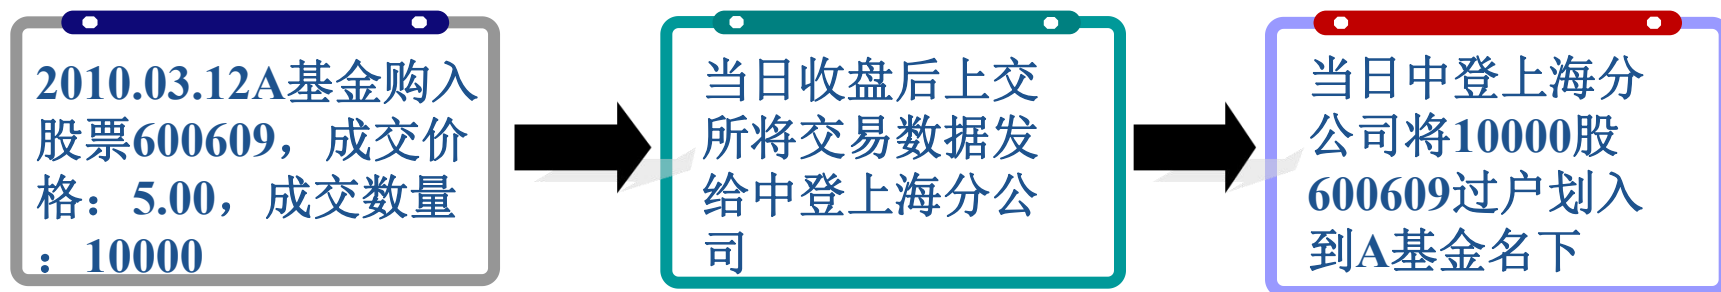 2010.03.12A基金购入
股票600609，成交价
格：5.00，成交数量
：10000
当日收盘后上交
所将交易数据发
给中登上海分公
司
当日中登上海分
公司将10000股
600609过户划入
到A基金名下